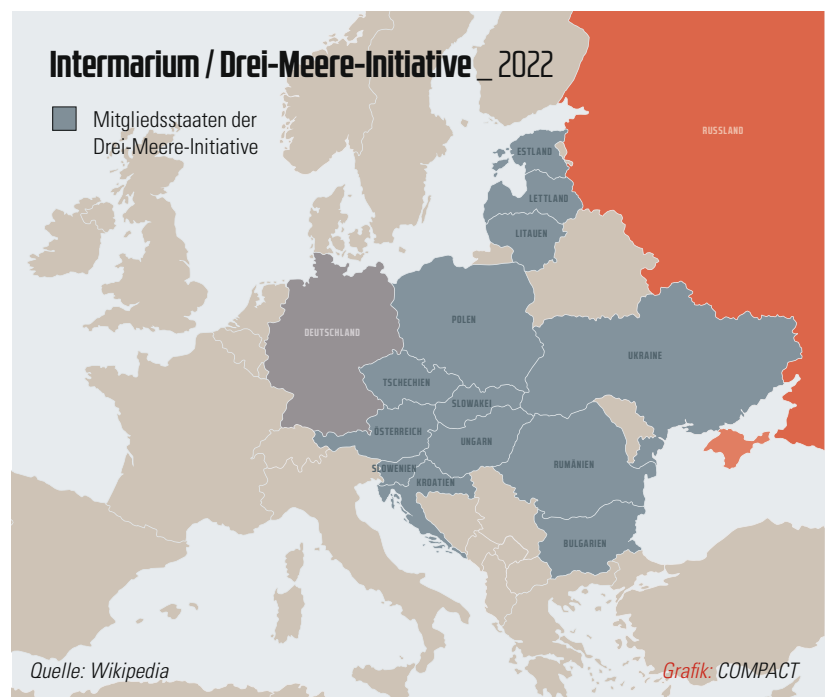 Intermarium / Drei-Meere-Initiative _ 2022
Mitgliedsstaaten der
Drei-Meere-Initiative
RUSSLAND
ESTLAND
LETTLAND
LITAUEN
POLEN
DEUTSCHLAND
UKRAINE
TSCHECHIEN
SLOWAKEI
ÖSTERREICH
UNGARN
SLOWENIEN
RUMÄNIEN
KROATIEN
BULGARIEN
Quelle: Wikipedia
Grafik: COMPACT